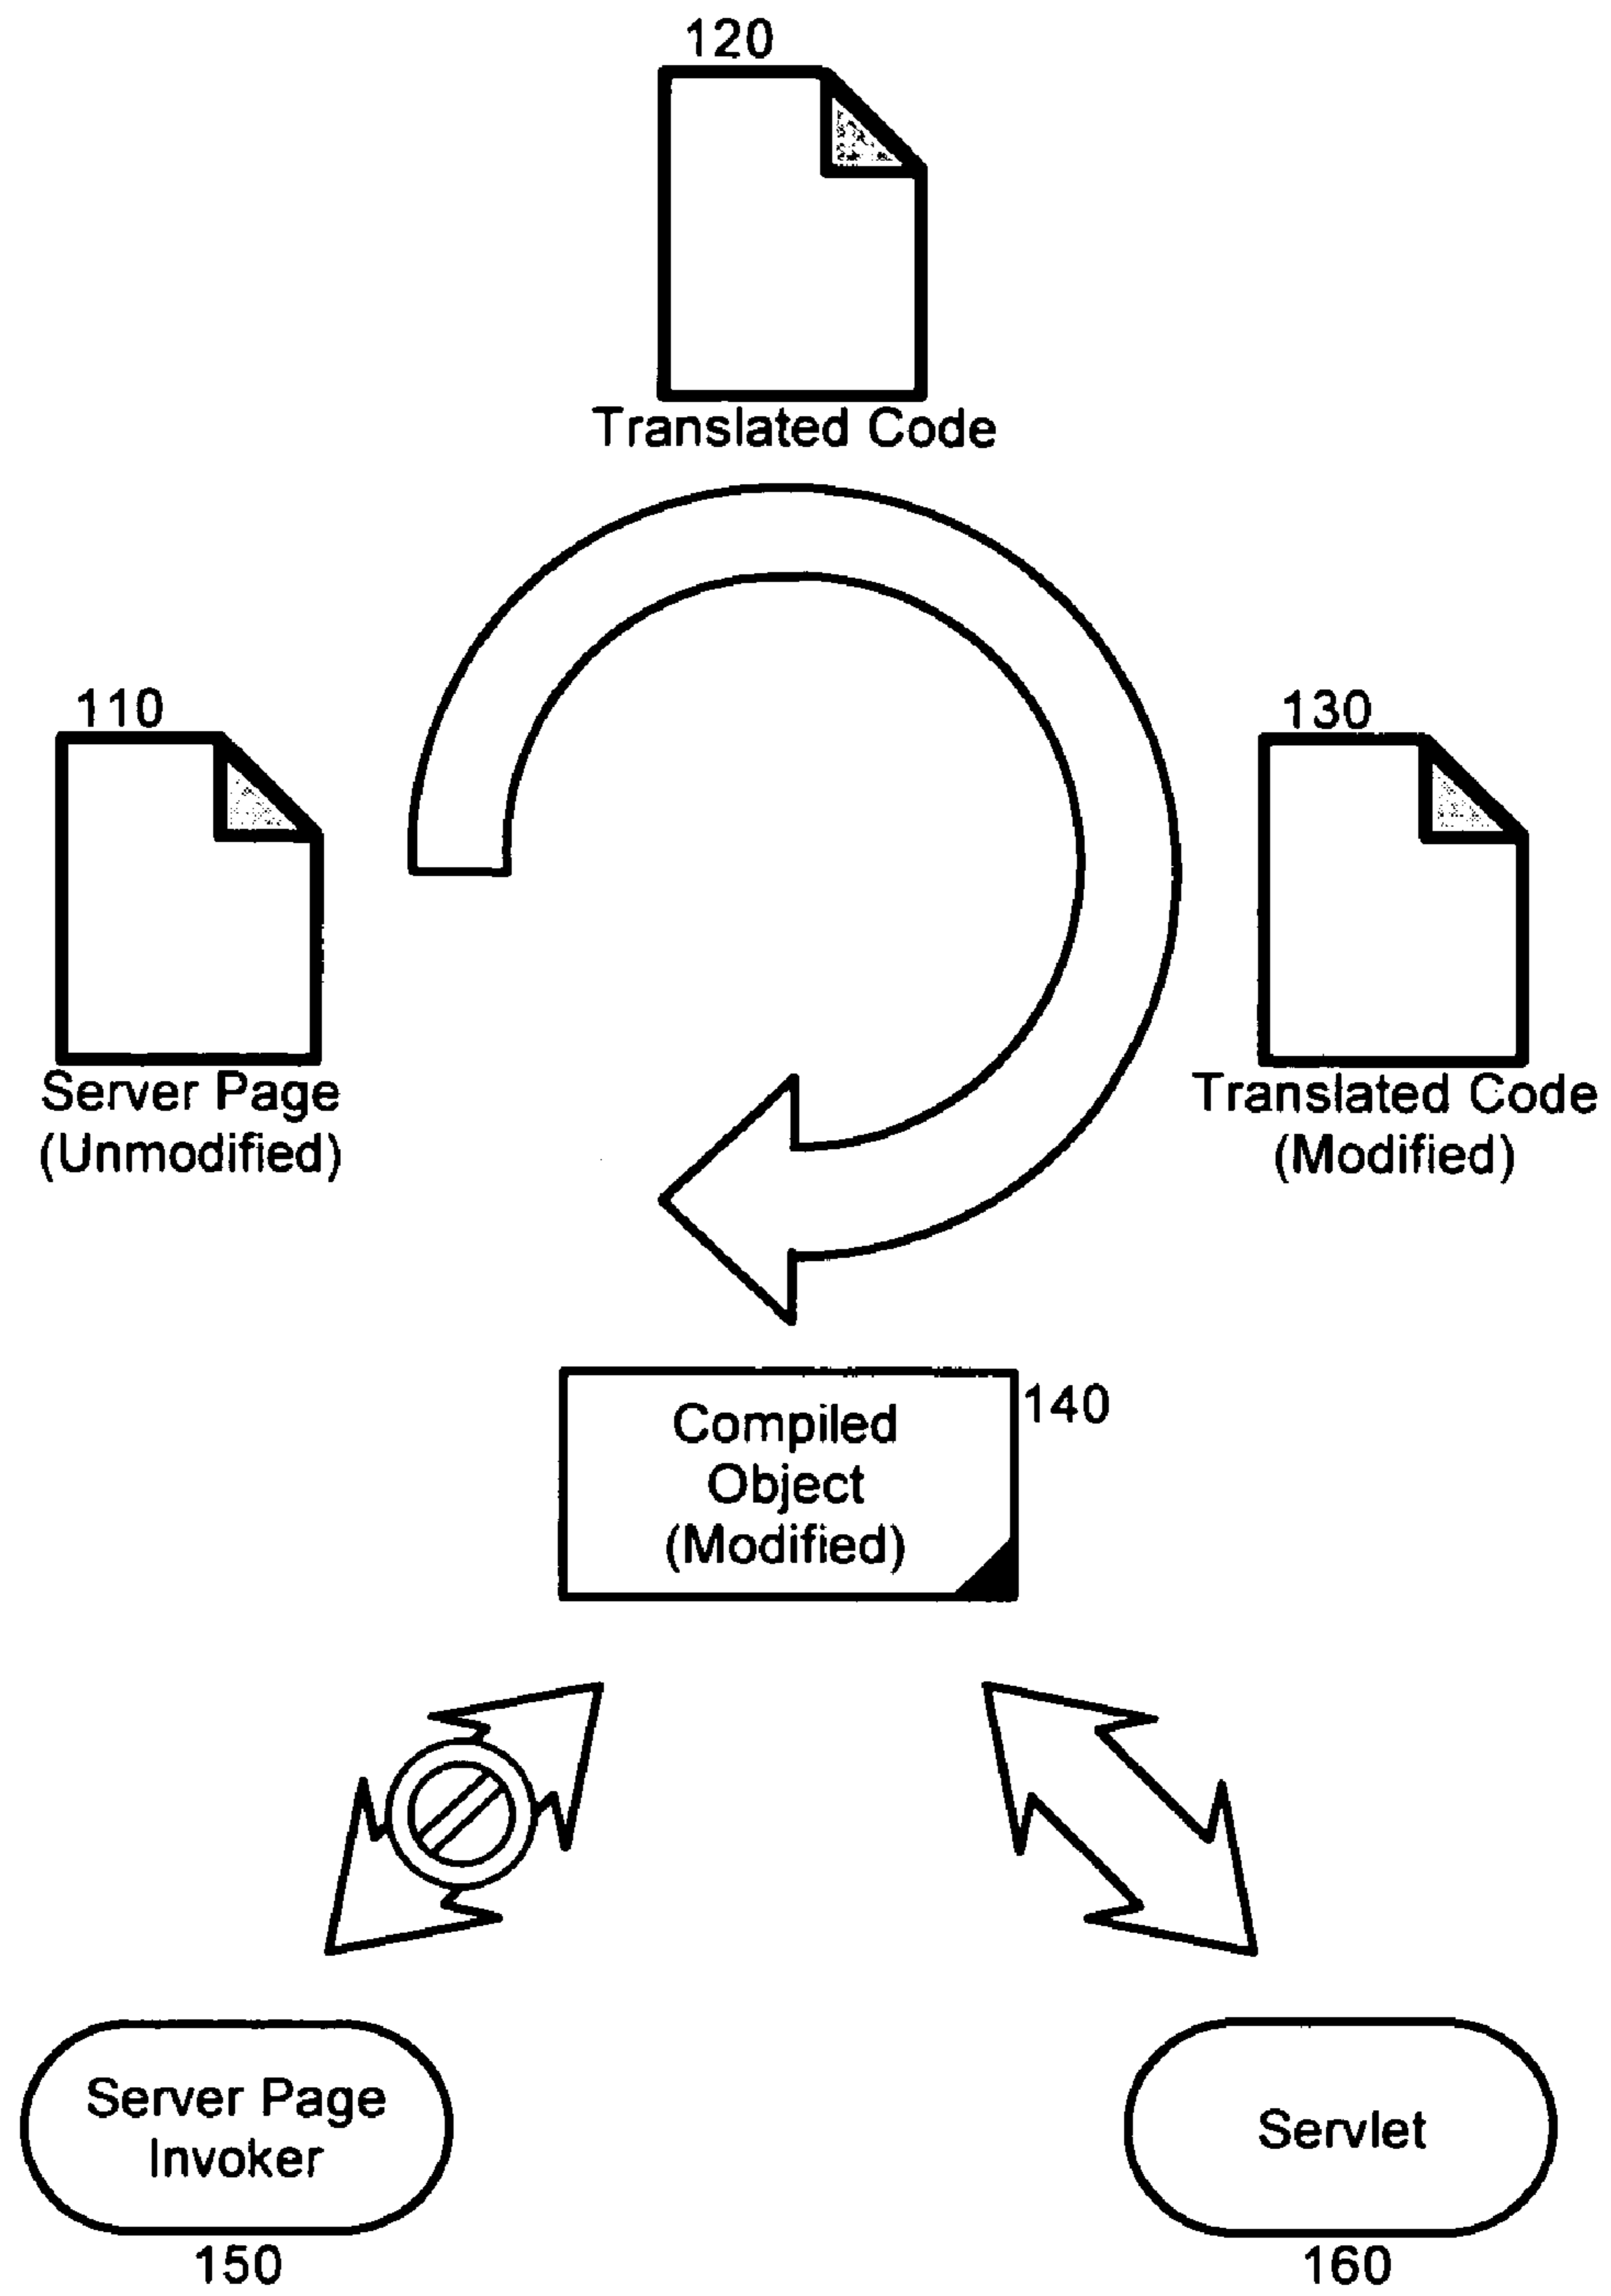 120
Translated Code
110
130
Server Page
(Unmodified)
Translated Code
(Modified)
140
Compiled
Object
(Modified)
Server Page
Invoker
Servlet
150
160